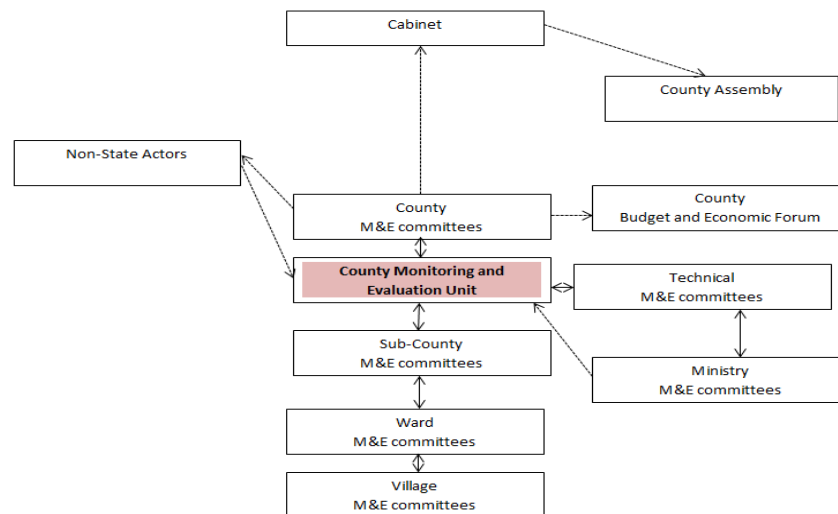 Cabinet
County Assembly
Non-State Actors
County
M&E committees
County
Budget and Economic Forum
County Monitoring and
Evaluation Unit
Technical
M&E committees
Sub-County
M&E committees
Ministry
M&E committees
Ward
M&E committees
Village
M&E committees